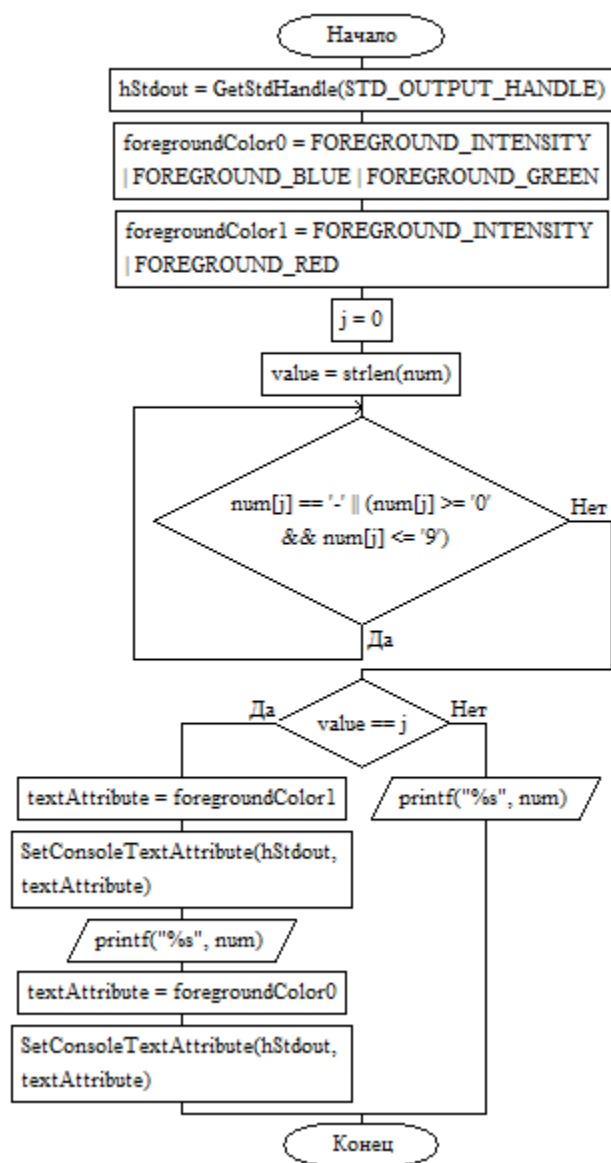 Начало
hStdout = GetStdHandle(STD_OUTPUT_HANDLE)
foregroundColor0 = FOREGROUND_INTENSITY
| FOREGROUND_BLUE | FOREGROUND_GREEN
foregroundColor1 = FOREGROUND_INTENSITY
| FOREGROUND_RED
j = 0
value = strlen(num)
num[j] == '-' || (num[j] >= '0'
&& num[j] <= '9')
Нет
Да
value == j
Да
Нет
textAttribute = foregroundColor1
printf("%s", num)
SetConsoleTextAttribute(hStdout,
textAttribute)
printf("%s", num)
textAttribute = foregroundColor0
SetConsoleTextAttribute(hStdout,
textAttribute)
Конец